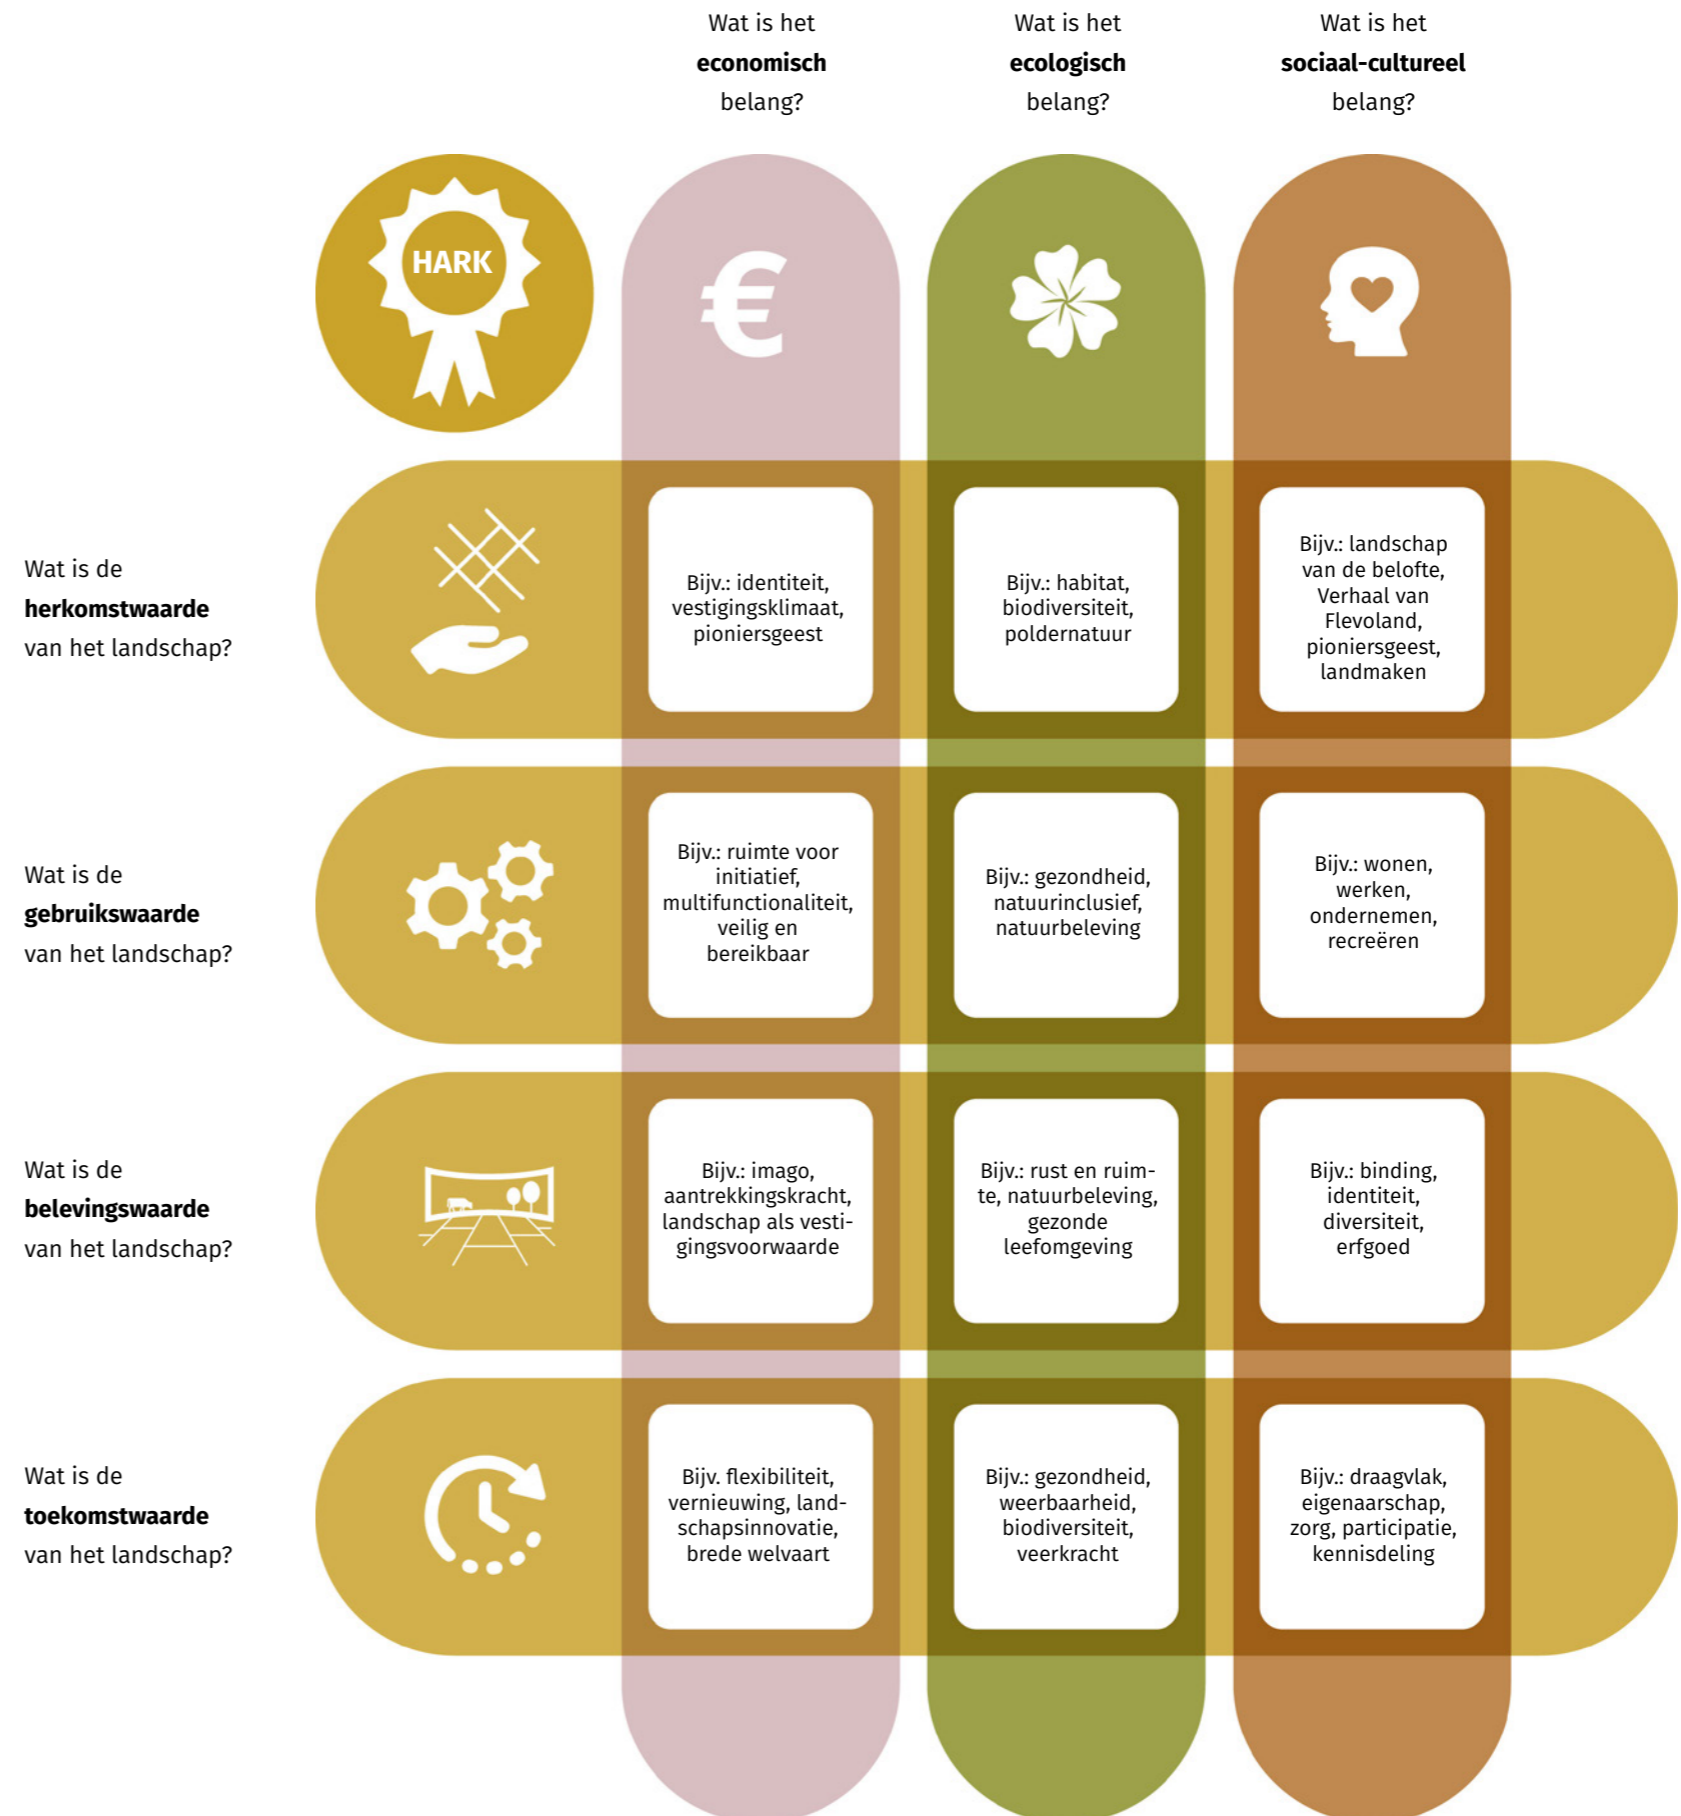 Wat is het
economisch
belang?
Wat is het
ecologisch
belang?
Wat is het
sociaal-cultureel
belang?
HARK
€
Wat is de
herkomstwaarde
van het landschap?
Bijv.: identiteit,
vestigingsklimaat,
pioniersgeest
Bijv.: habitat,
biodiversiteit,
poldernatuur
Bijv.: landschap
van de belofte,
Verhaal van
Flevoland,
pioniersgeest,
landmaken
Wat is de
gebruikswaarde
van het landschap?
Bijv.: ruimte voor
initiatief,
multifunctionaliteit,
veilig en
bereikbaar
Bijv.: gezondheid,
natuurinclusief,
natuurbeleving
Bijv.: wonen,
werken,
ondernemen,
recreëren
Wat is de
belevingswaarde
van het landschap?
Bijv.: imago,
aantrekkingskracht,
landschap als vesti-
gingsvoorwaarde
Bijv.: rust en ruim-
te, natuurbeleving,
gezonde
leefomgeving
Bijv.: binding,
identiteit,
diversiteit,
erfgoed
Wat is de
toekomstwaarde
van het landschap?
Bijv. flexibiliteit,
vernieuwing, land-
schapsinnovatie,
brede welvaart
Bijv.: gezondheid,
weerbaarheid,
biodiversiteit,
veerkracht
Bijv.: draagvlak,
eigenaarschap,
zorg, participatie,
kennisdeling